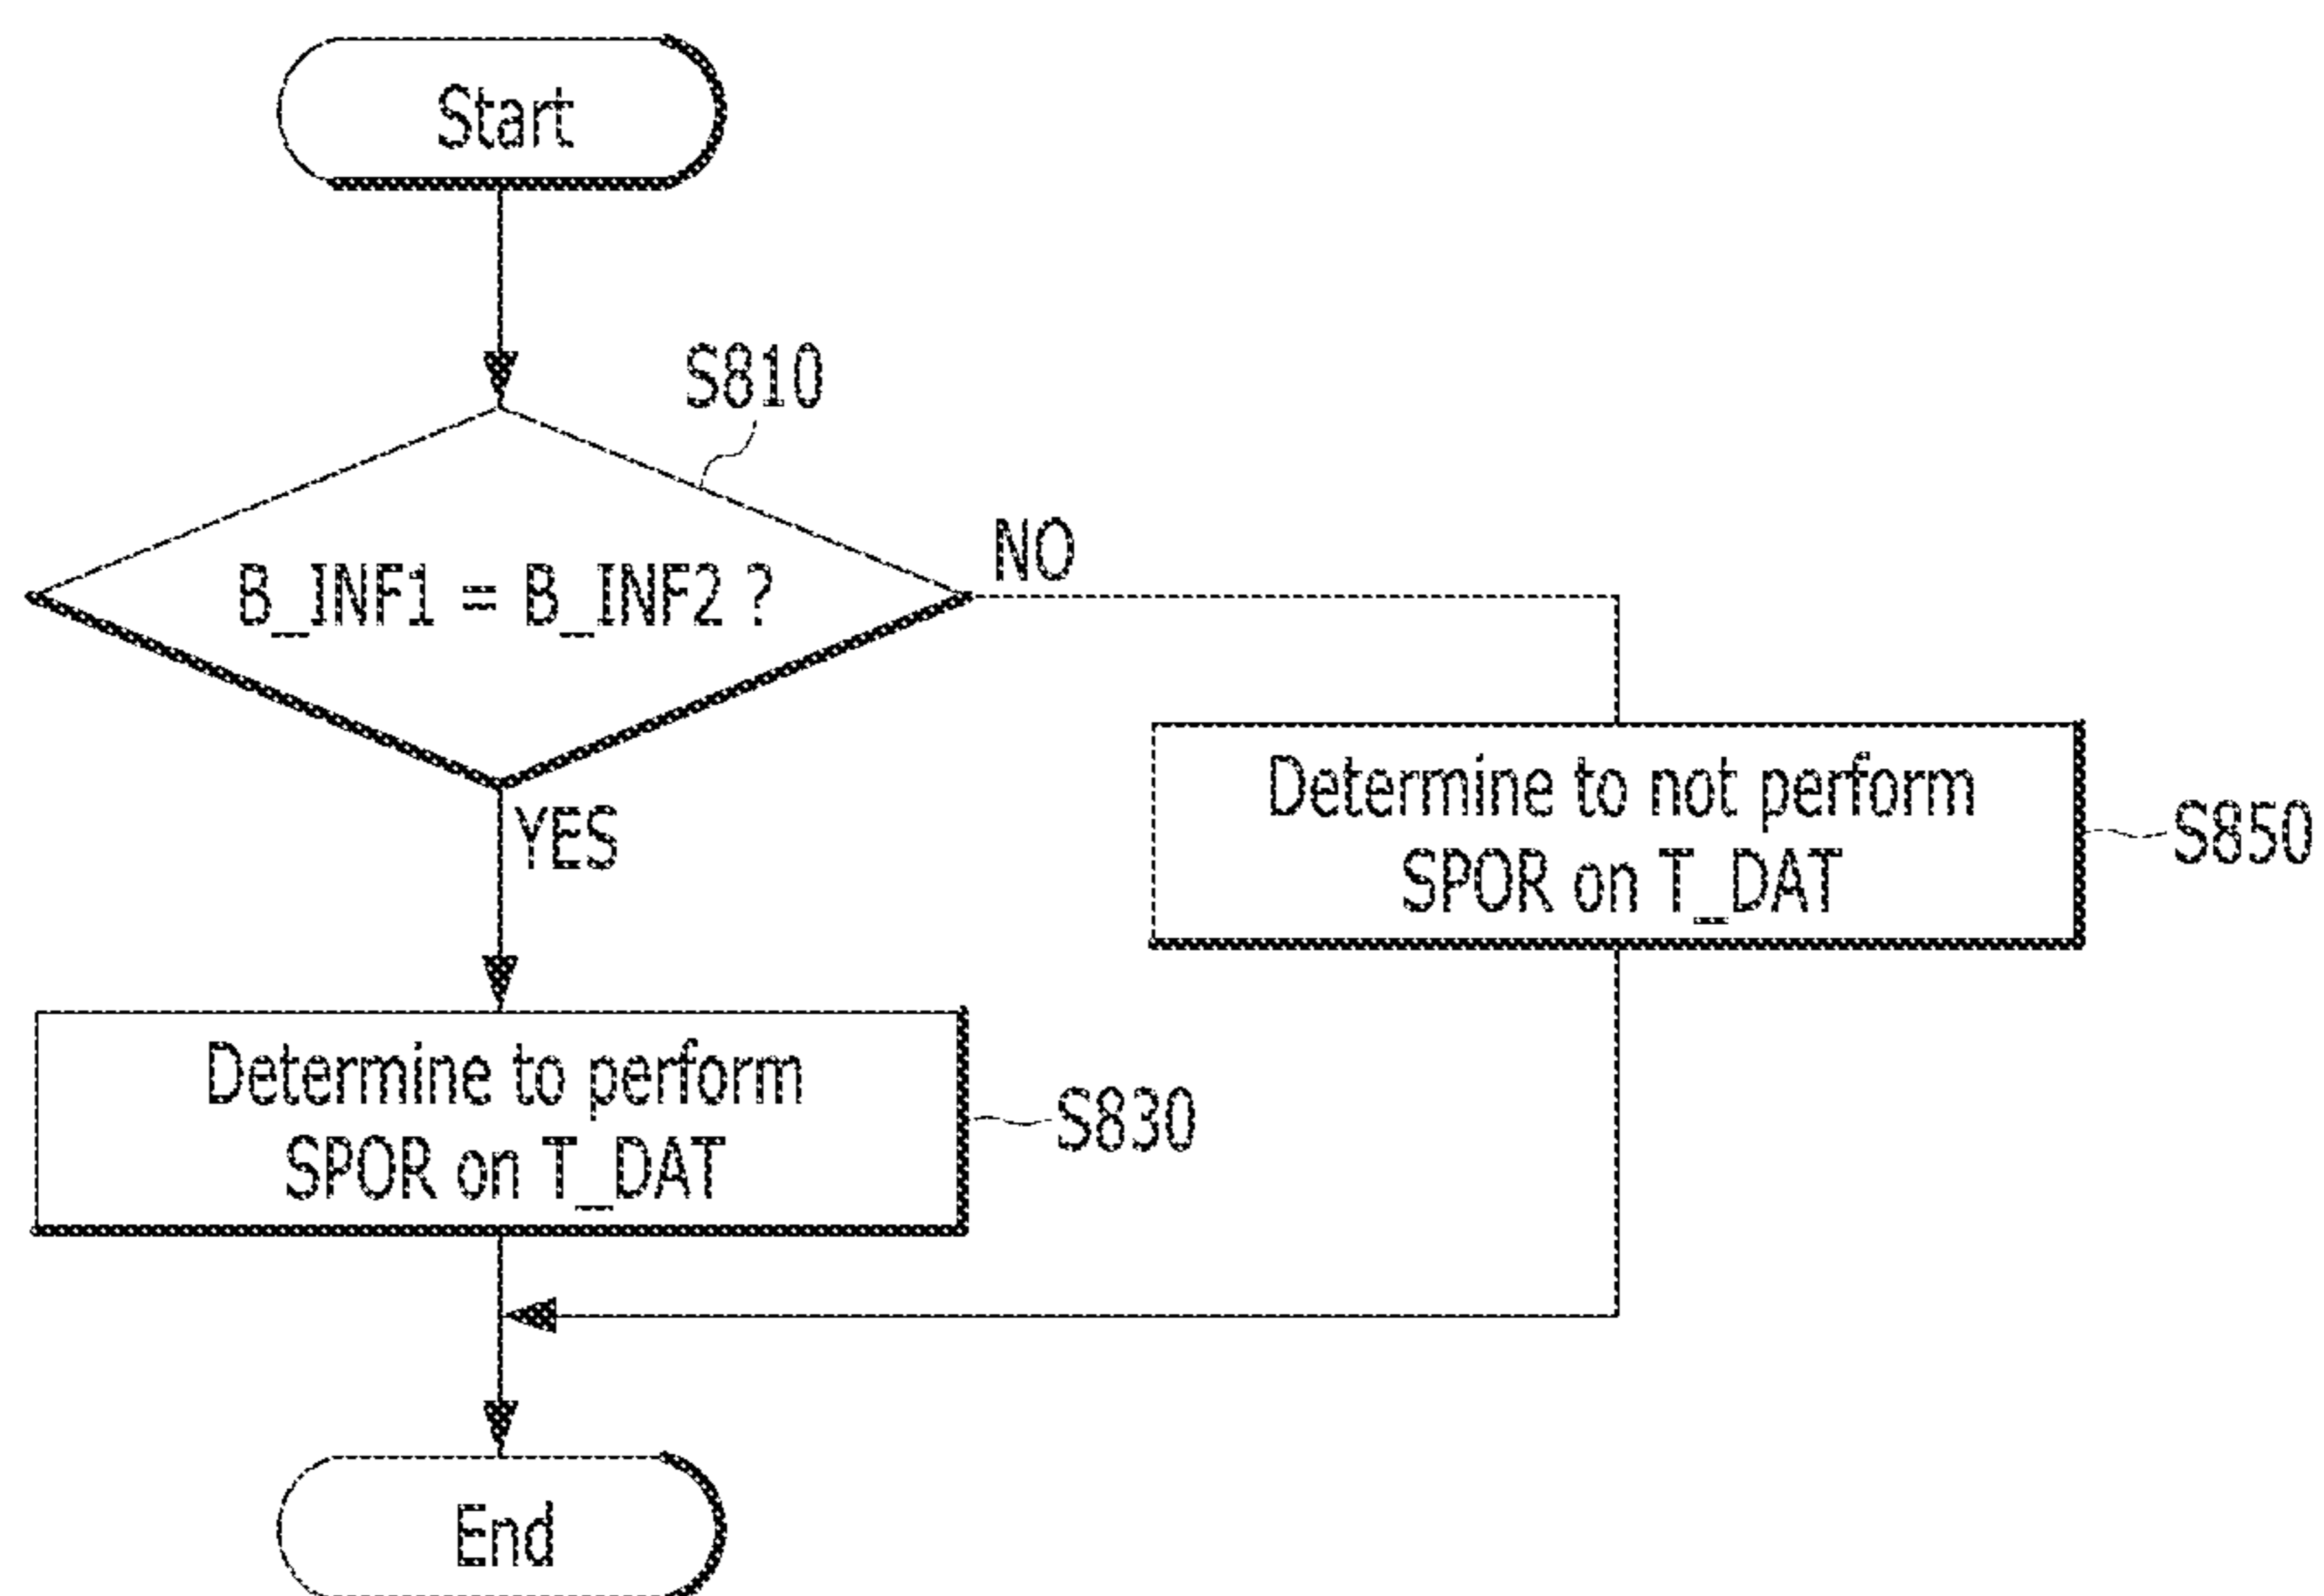 Start
S810
B_INF1 = B_INF2 ?
NO
YES
Determine to not perform
SPOR on T_DAT
S850
Determine to perform
SPOR on T_DAT
S830
End